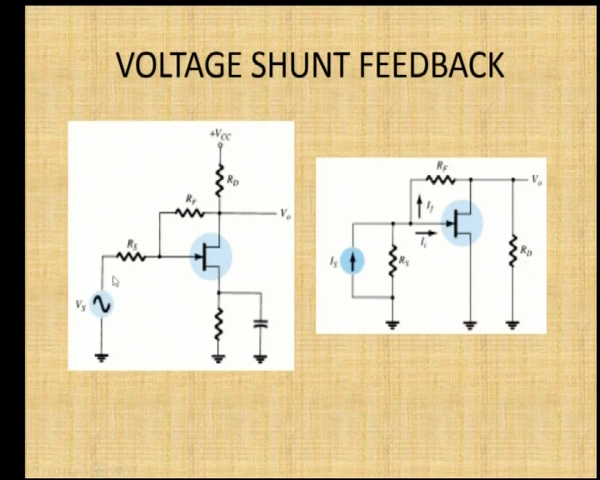 VOLTAGE SHUNT FEEDBACK
+VCC
RD
RF
Vo
RS
VS
RF
Vo
If
Ii
IS
RS
RD